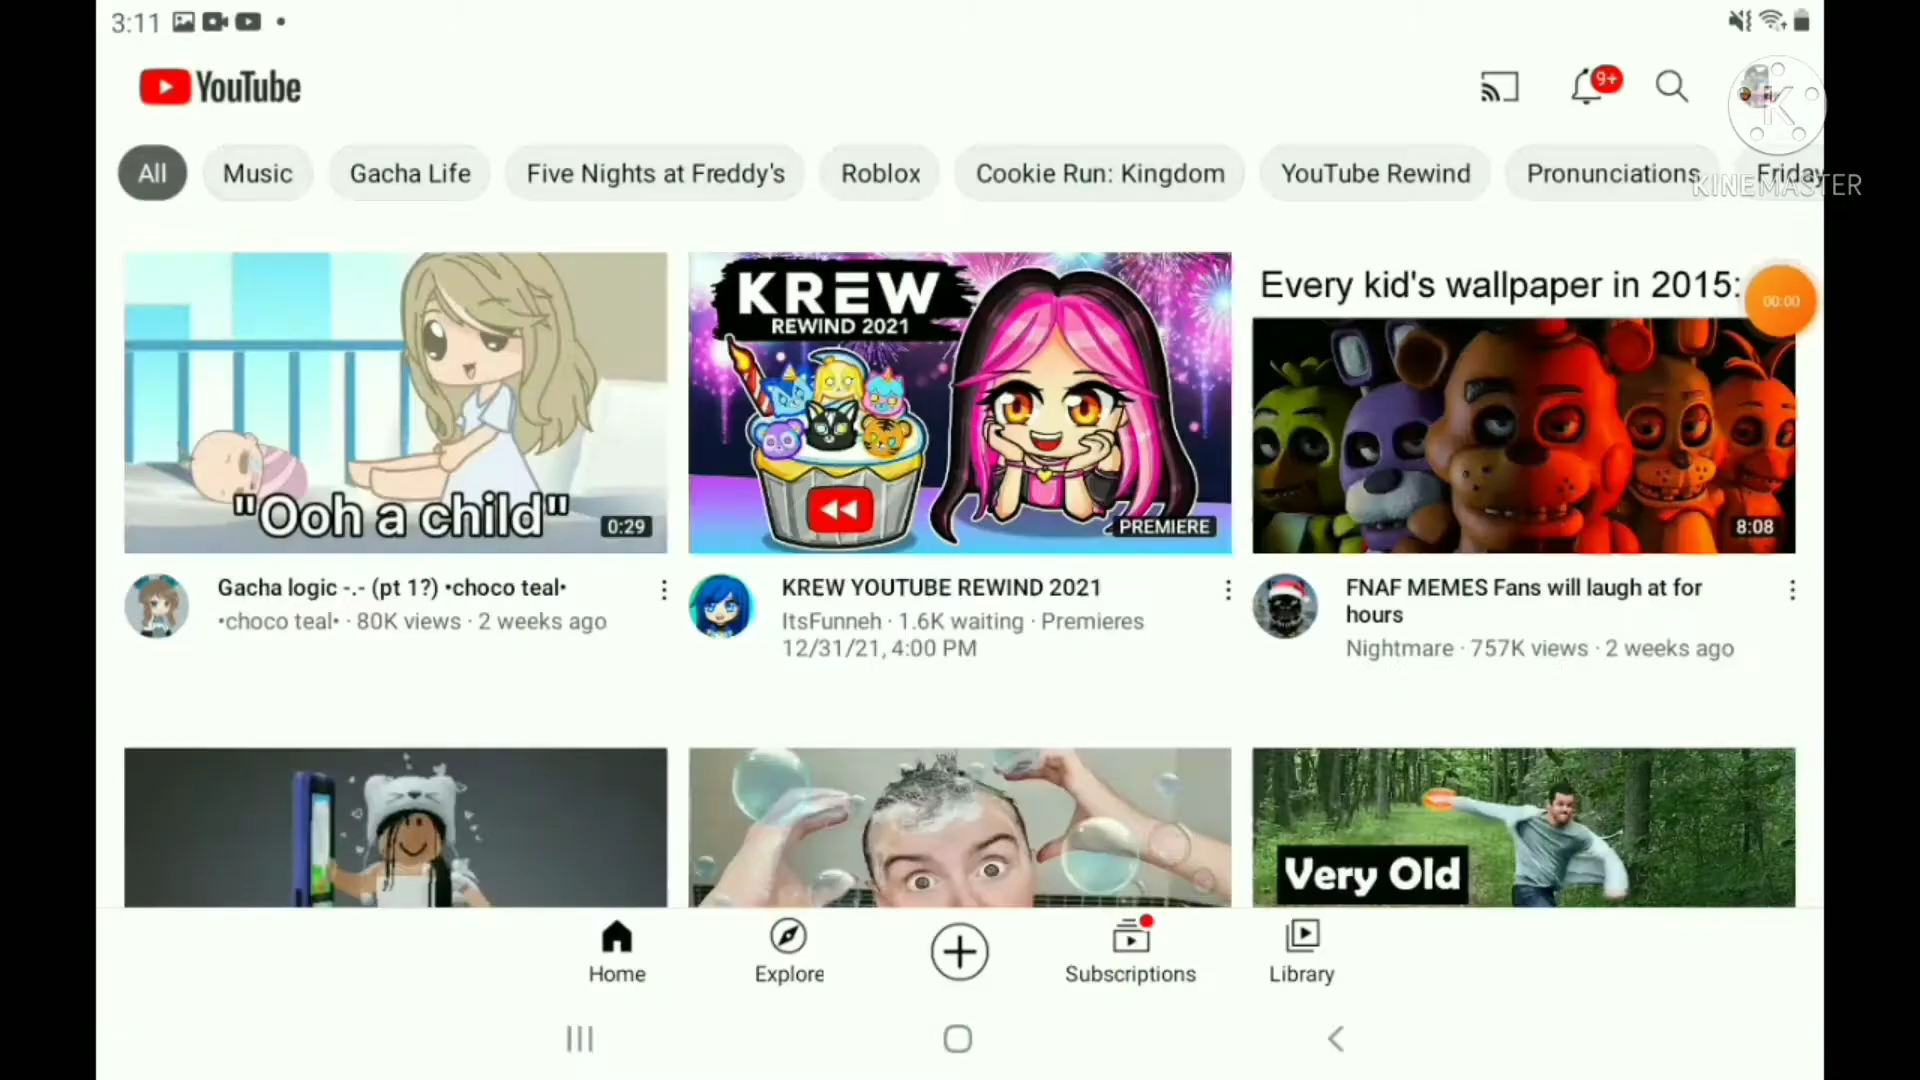 3:11
YouTube
9+
K
KINEMASTER
All
Music
Gacha Life
Five Nights at Freddy's
Roblox
Cookie Run: Kingdom
YouTube Rewind
Pronunciations
Friday
"Ooh a child"
0:29
KREW
REWIND 2021
PREMIERE
Every kid's wallpaper in 2015:
00:00
8:08
Gacha logic -.- (pt 1?) •choco teal•
•choco teal• · 80K views · 2 weeks ago
KREW YOUTUBE REWIND 2021
ItsFunneh · 1.6K waiting · Premieres
12/31/21, 4:00 PM
FNAF MEMES Fans will laugh at for
hours
Nightmare · 757K views · 2 weeks ago
Very Old
Home
Explore
Subscriptions
Library